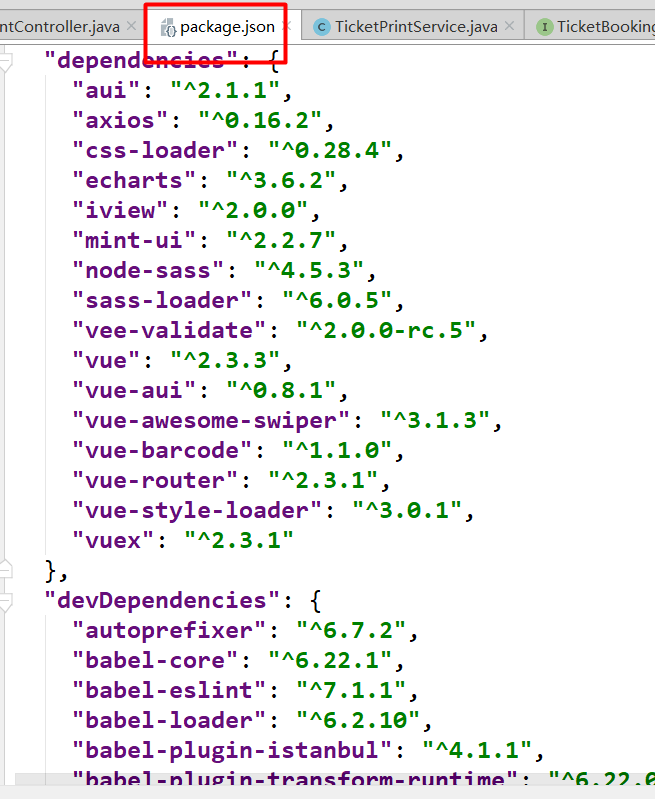 ntController.java package.json TicketPrintService.java TicketBooking
"dependencies": {
"aui": "^2.1.1",
"axios": "^0.16.2",
"css-loader": "^0.28.4",
"echarts": "^3.6.2",
"iview": "^2.0.0",
"mint-ui": "^2.2.7",
"node-sass": "^4.5.3",
"sass-loader": "^6.0.5",
"vee-validate": "^2.0.0-rc.5",
"vue": "^2.3.3",
"vue-aui": "^0.8.1",
"vue-awesome-swiper": "^3.1.3",
"vue-barcode": "^1.1.0",
"vue-router": "^2.3.1",
"vue-style-loader": "^3.0.1",
"vuex": "^2.3.1"
},
"devDependencies": {
"autoprefixer": "^6.7.2",
"babel-core": "^6.22.1",
"babel-eslint": "^7.1.1",
"babel-loader": "^6.2.10",
"babel-plugin-istanbul": "^4.1.1",
"babel-plugin-transform-runtime": "^6.22.0